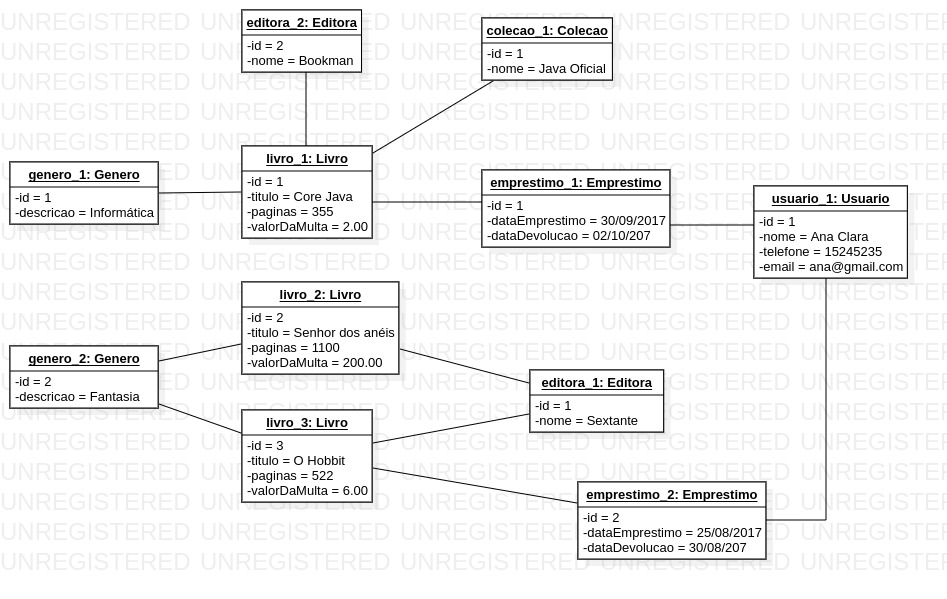 editora_2: Editora
-id = 2
-nome = Bookman
colecao_1: Colecao
-id = 1
-nome = Java Oficial
genero_1: Genero
-id = 1
-descricao = Informática
livro_1: Livro
-id = 1
-titulo = Core Java
-paginas = 355
-valorDaMulta = 2.00
emprestimo_1: Emprestimo
-id = 1
-dataEmprestimo = 30/09/2017
-dataDevolucao = 02/10/207
usuario_1: Usuario
-id = 1
-nome = Ana Clara
-telefone = 15245235
-email = ana@gmail.com
livro_2: Livro
-id = 2
-titulo = Senhor dos anéis
-paginas = 1100
-valorDaMulta = 200.00
genero_2: Genero
-id = 2
-descricao = Fantasia
editora_1: Editora
-id = 1
-nome = Sextante
livro_3: Livro
-id = 3
-titulo = O Hobbit
-paginas = 522
-valorDaMulta = 6.00
emprestimo_2: Emprestimo
-id = 2
-dataEmprestimo = 25/08/2017
-dataDevolucao = 30/08/207
UNREGISTERED